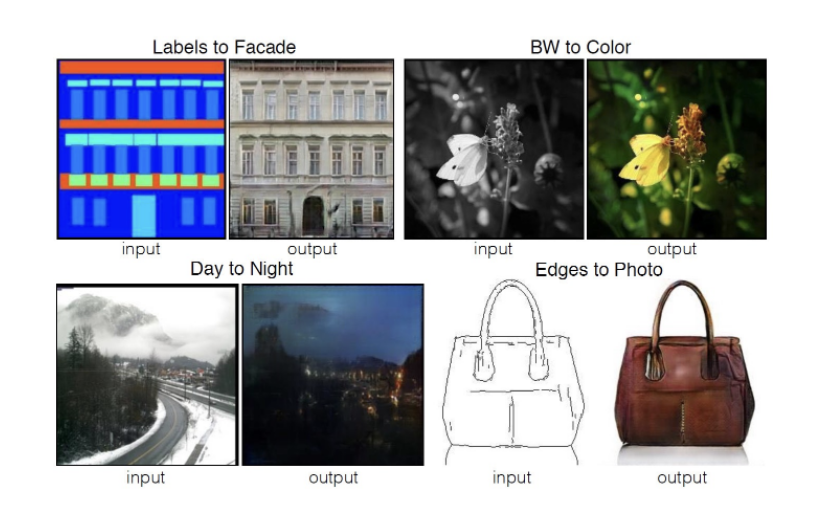 Labels to Facade
BW to Color
input
output
input
output
Day to Night
Edges to Photo
input
output
input
output